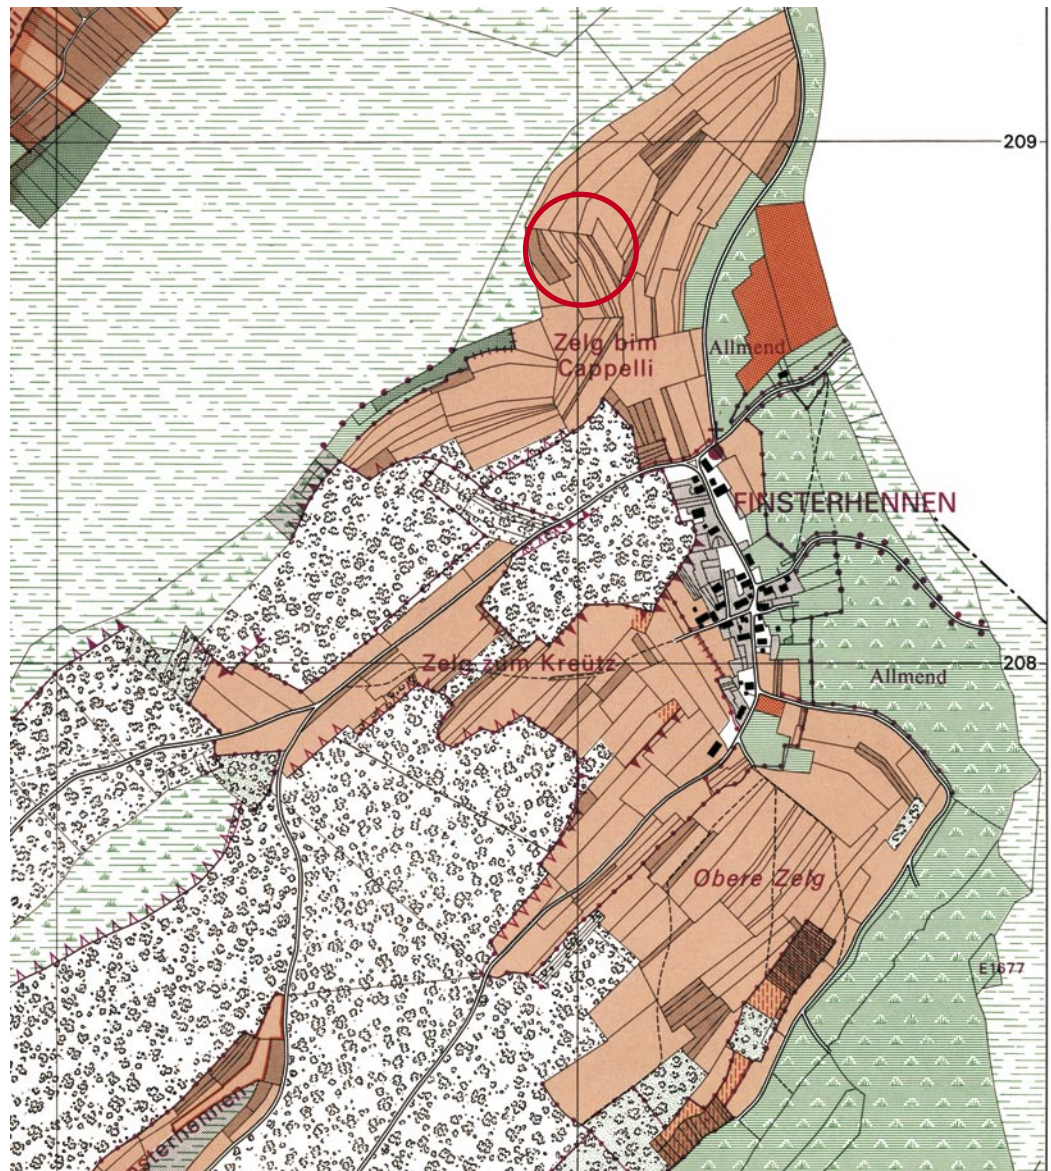 209
Zelg bim
Cappelli
Allmend
FINSTERHENNEN
Zelg zum Kreütz
208
Allmend
Obere Zelg
E1677